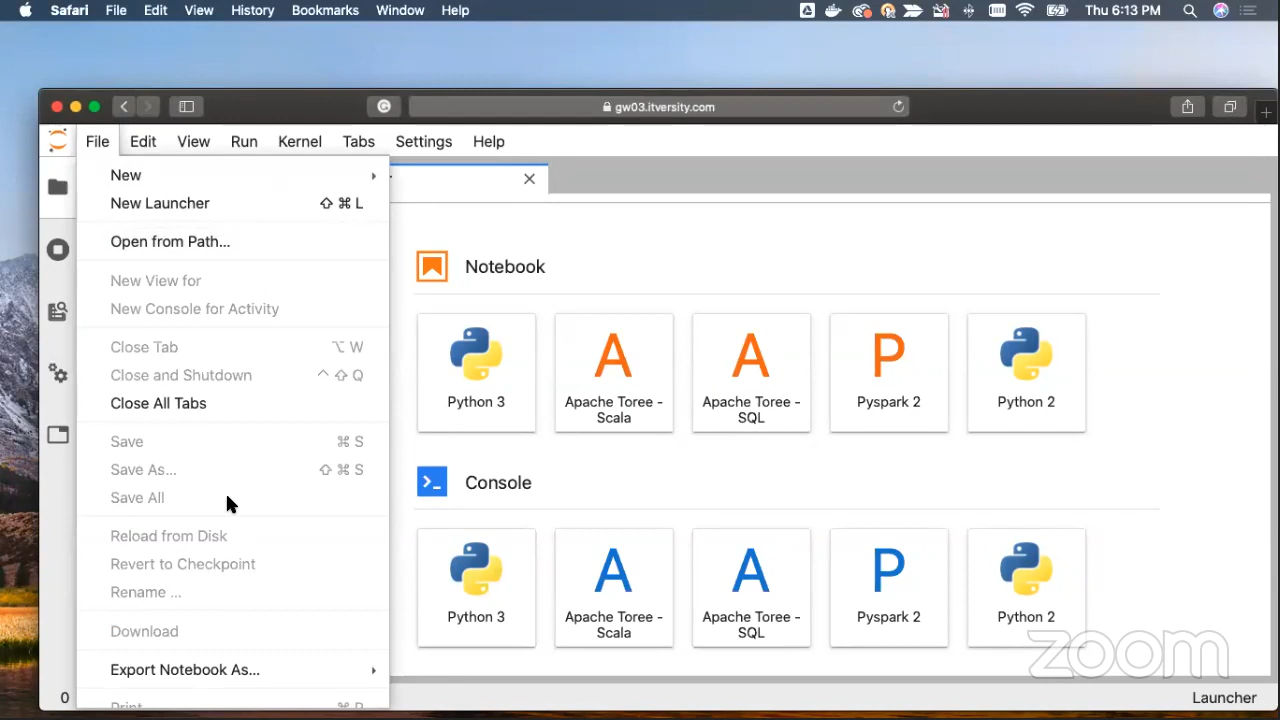 Safari File Edit View History Bookmarks Window Help Thu 6:13 PM
gw03.itversity.com
File Edit View Run Kernel Tabs Settings Help
New
New Launcher ⇧ ⌘ L
Open from Path...
New View for
New Console for Activity
Close Tab ⌥ W
Close and Shutdown ^ ⇧ Q
Close All Tabs
Save ⌘ S
Save As... ⇧ ⌘ S
Save All
Reload from Disk
Revert to Checkpoint
Rename ...
Download
Export Notebook As...
Print... ⌘ P
Notebook
Python 3
Apache Toree -
Scala
Apache Toree -
SQL
Pyspark 2
Python 2
Console
Python 3
Apache Toree -
Scala
Apache Toree -
SQL
Pyspark 2
Python 2
zoom
0
Launcher